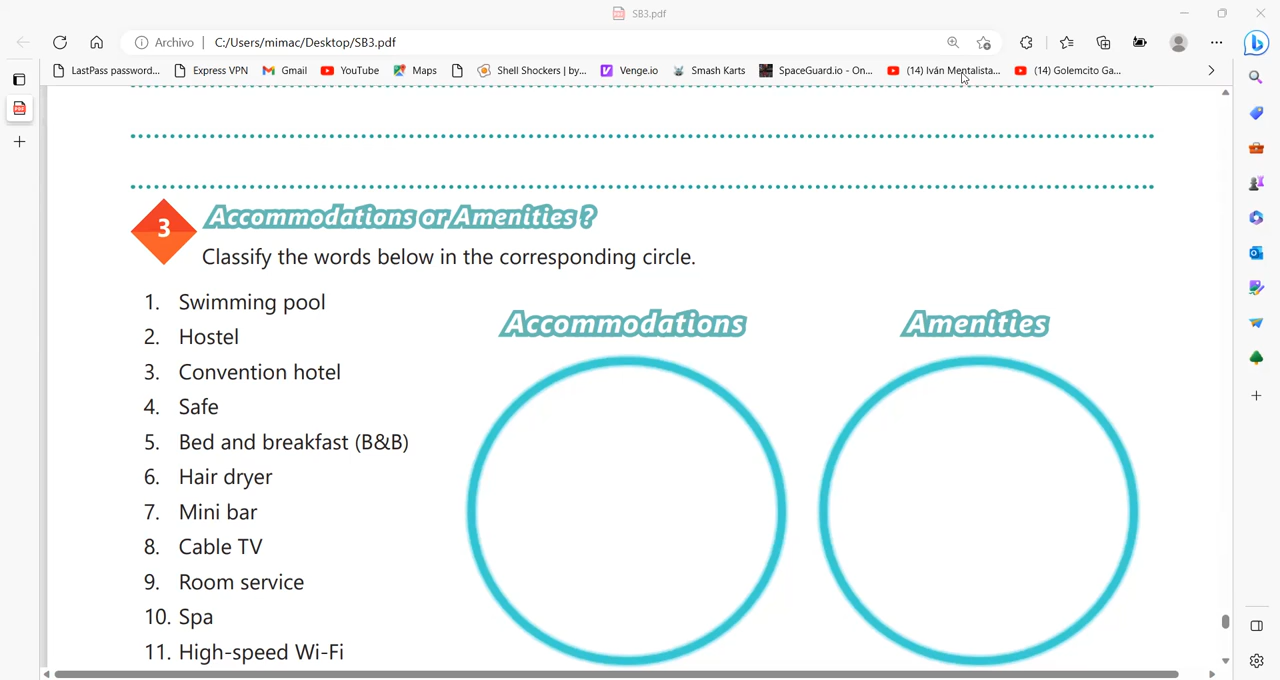 SB3.pdf
Archivo | C:/Users/mimac/Desktop/SB3.pdf
LastPass password... Express VPN Gmail YouTube Maps Shell Shockers | by... Venge.io Smash Karts SpaceGuard.io - On... (14) Iván Mentalista... (14) Golemcito Ga...
3 Accommodations or Amenities ?
Classify the words below in the corresponding circle.
1. Swimming pool
2. Hostel
3. Convention hotel
4. Safe
5. Bed and breakfast (B&B)
6. Hair dryer
7. Mini bar
8. Cable TV
9. Room service
10. Spa
11. High-speed Wi-Fi
Accommodations
Amenities